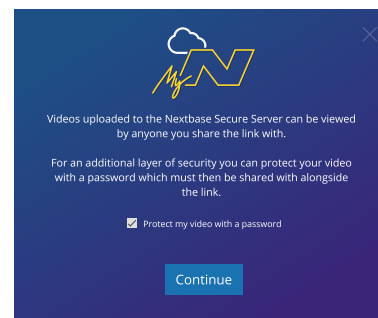 My N
Videos uploaded to the Nextbase Secure Server can be viewed
by anyone you share the link with.
For an additional layer of security you can protect your video
with a password which must then be shared with alongside
the link.
Protect my video with a password
Continue